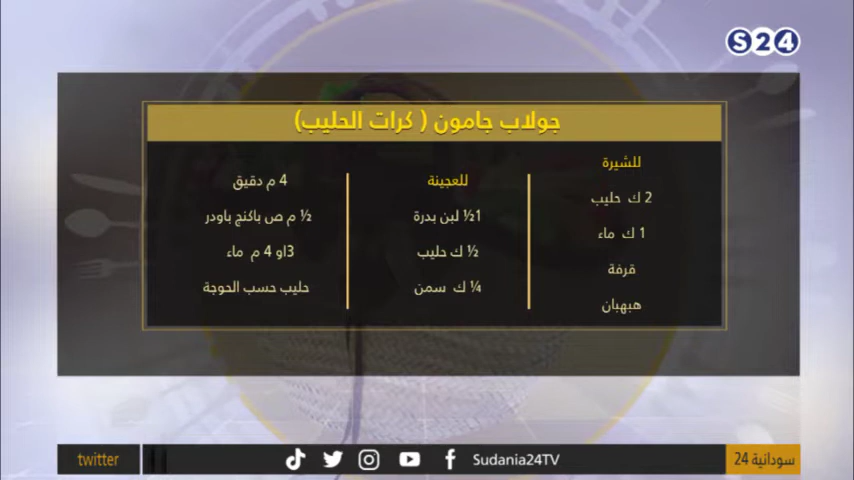 S24
جولاب جامون ( كرات الحليب)
للشيرة
2 ك حليب
1 ك ماء
قرفة
هبهبان
للعجينة
1½ لبن بدرة
½ ك حليب
¼ ك سمن
4 م دقيق
½ م ص باكنج باودر
3او 4 م ماء
حليب حسب الحوجة
twitter
Sudania24TV
سودانية 24